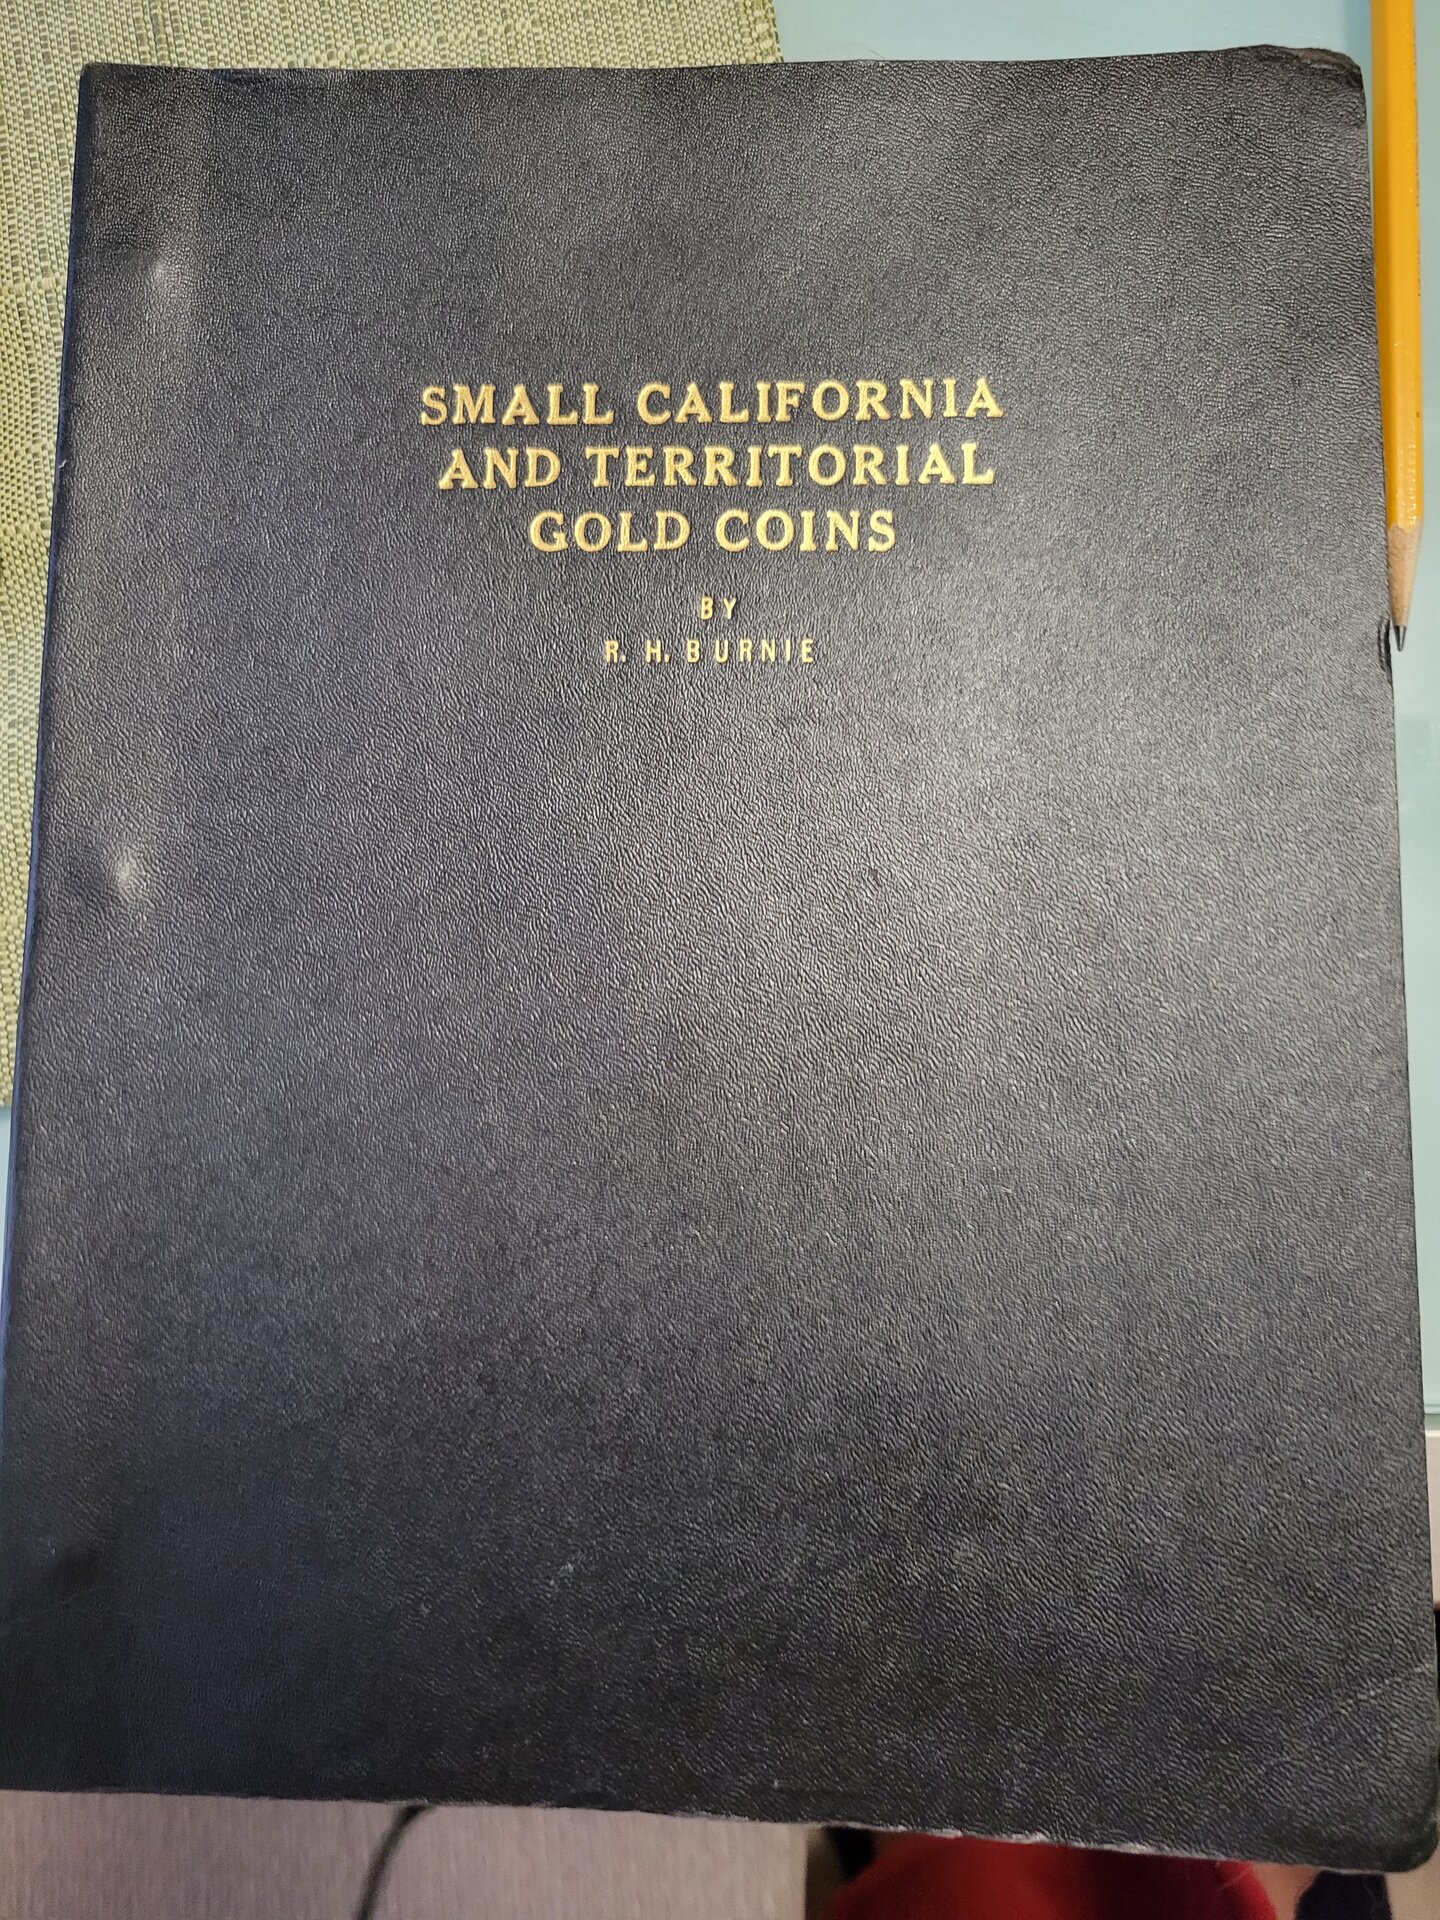 SMALL CALIFORNIA
AND TERRITORIAL
GOLD COINS
BY
R. H. BURNIE